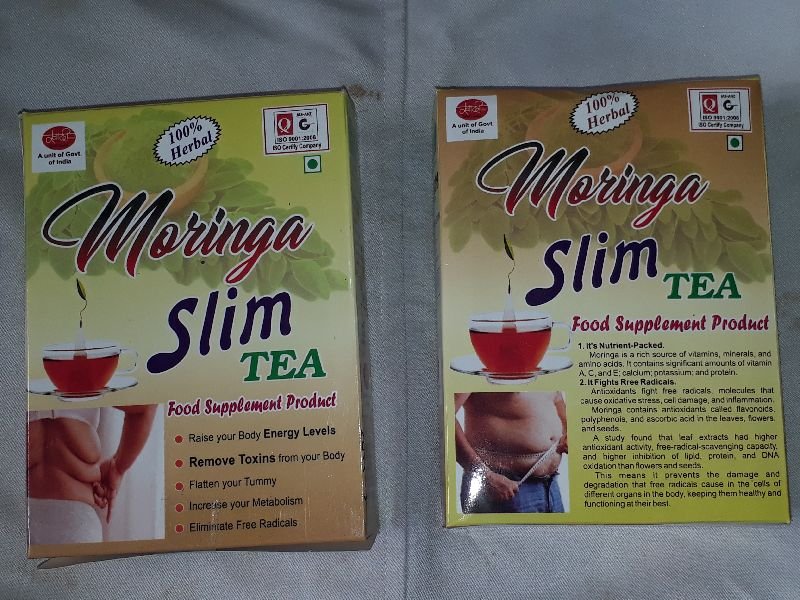 A unit of Govt.
of India
100%
Herbal
Q
ISO 9001:2008
ISO Certify Company
Moringa
Slim
TEA
Food Supplement Product
Raise your Body Energy Levels
Remove Toxins from your Body
Flatten your Tummy
Increase your Metabolism
Eliminate Free Radicals
A unit of Govt.
of India
100%
Herbal
Q
ISO 9001:2008
ISO Certify Company
Moringa
Slim
TEA
Food Supplement Product
1. It's Nutrient-Packed.
Moringa is a rich source of vitamins, minerals, and
amino acids. It contains significant amounts of vitamin
A, C, and E; calcium; potassium; and protein.
2. It Fights Rree Radicals.
Antioxidants fight free radicals, molecules that
cause oxidative stress, cell damage, and inflammation.
Moringa contains antioxidants called flavonoids,
polyphenols, and ascorbic acid in the leaves, flowers,
and seeds.
A study found that leaf extracts had higher
antioxidant activity, free-radical-scavenging capacity,
and higher inhibition of lipid, protein, and DNA
oxidation than flowers and seeds.
This means it prevents the damage and
degradation that free radicals cause in the cells of
different organs in the body, keeping them healthy and
functioning at their best.